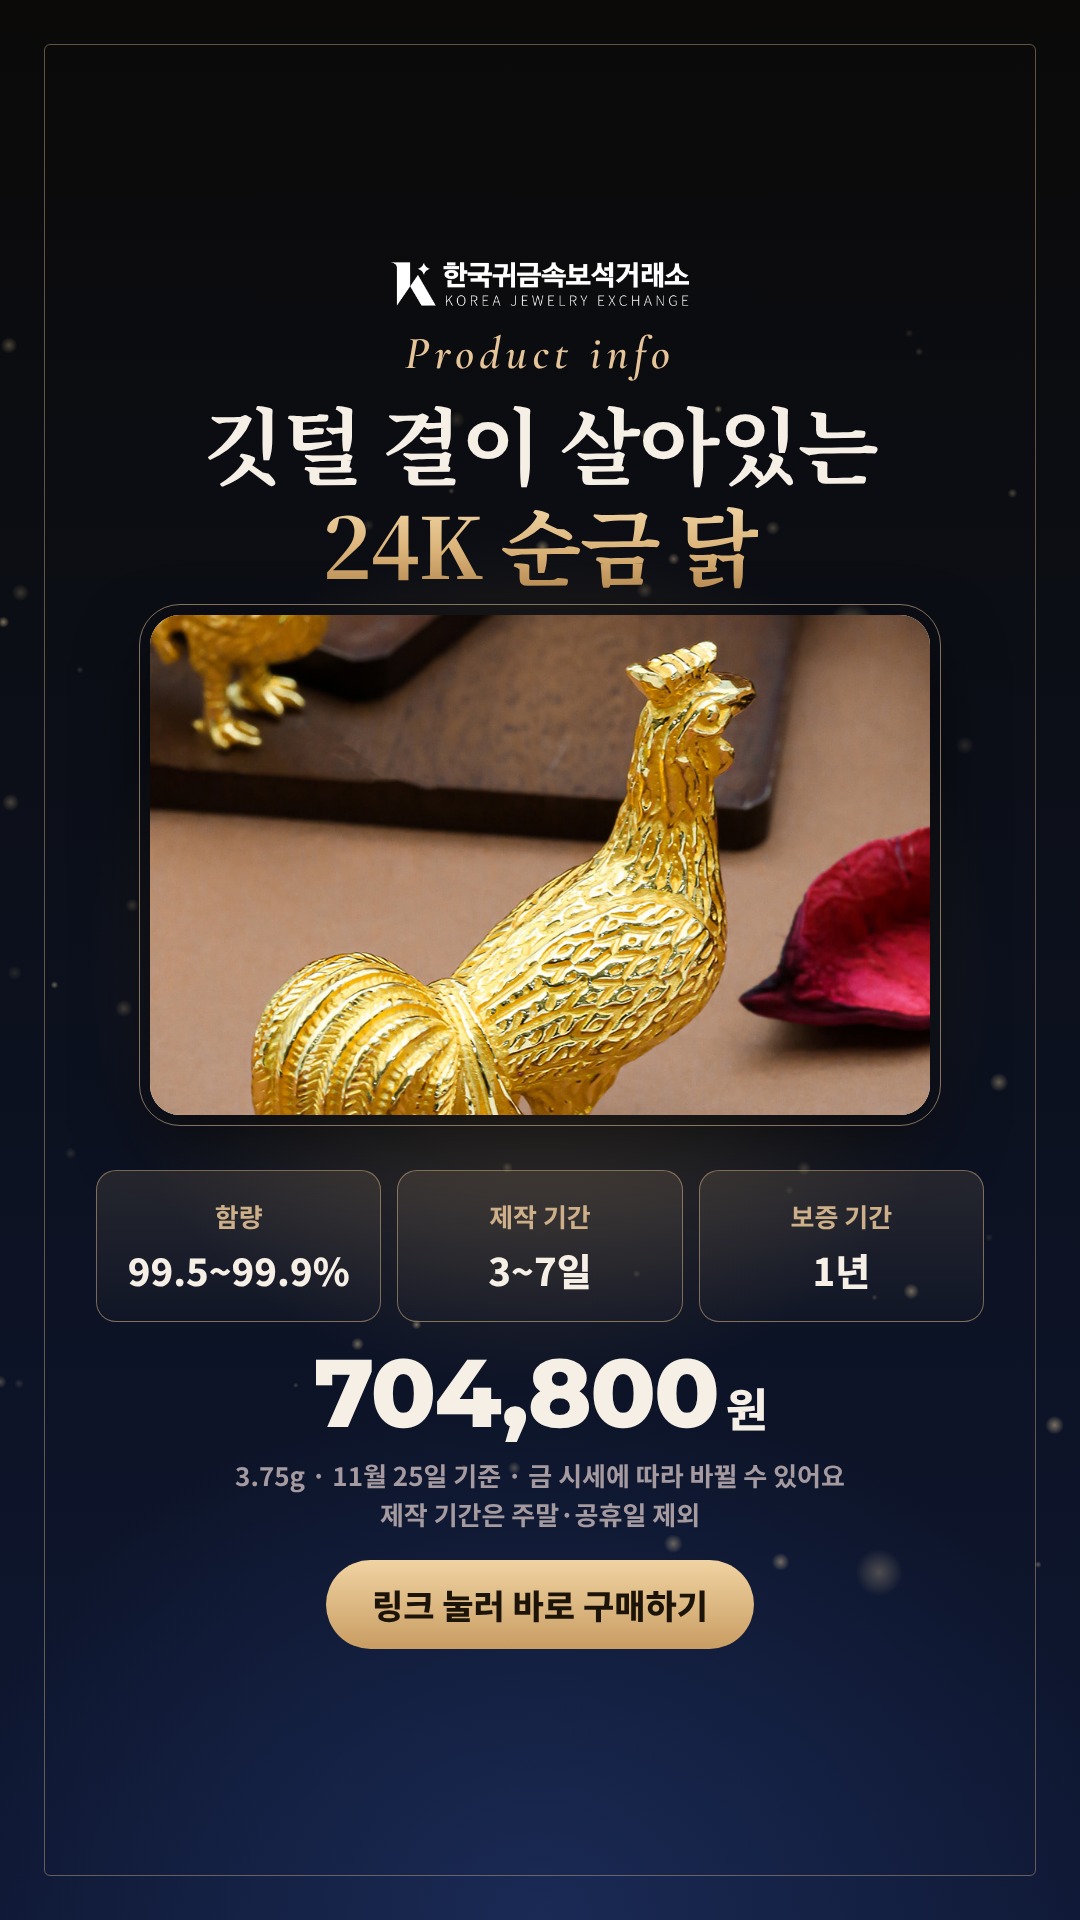 한국귀금속보석거래소
KOREA JEWELRY EXCHANGE
Product info
깃털 결이 살아있는
24K 순금 닭
함량
99.5~99.9%
제작 기간
3~7일
보증 기간
1년
704,800원
3.75g · 11월 25일 기준 · 금 시세에 따라 바뀔 수 있어요
제작 기간은 주말·공휴일 제외
링크 눌러 바로 구매하기